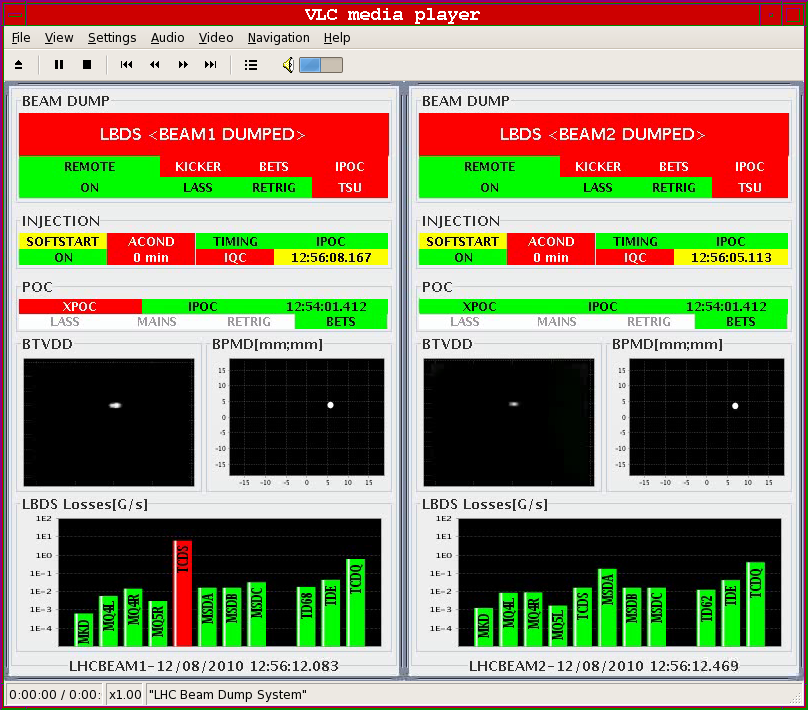 VLC media player
File View Settings Audio Video Navigation Help
BEAM DUMP
LBDS <BEAM1 DUMPED>
REMOTE KICKER BETS IPOC
ON LASS RETRIG TSU
INJECTION
SOFTSTART ACOND TIMING IPOC
ON 0 min IQC 12:56:08.167
POC
XPOC IPOC 12:54:01.412
LASS MAINS RETRIG BETS
BTVDD BPMD[mm;mm]
15
10
5
0
-5
-10
-15
-15 -10 -5 0 5 10 15
LBDS Losses[G/s]
1E2
1E1
1E0
1E-1
1E-2
1E-3
1E-4
MKD MQ4L MQ4R MQ5R TCDS MSDA MSDB MSDC TD68 TDE TCDQ
LHCBEAM1-12/08/2010 12:56:12.083
BEAM DUMP
LBDS <BEAM2 DUMPED>
REMOTE KICKER BETS IPOC
ON LASS RETRIG TSU
INJECTION
SOFTSTART ACOND TIMING IPOC
ON 0 min IQC 12:56:05.113
POC
XPOC IPOC 12:54:01.412
LASS MAINS RETRIG BETS
BTVDD BPMD[mm;mm]
15
10
5
0
-5
-10
-15
-15 -10 -5 0 5 10 15
LBDS Losses[G/s]
1E2
1E1
1E0
1E-1
1E-2
1E-3
1E-4
MKD MQ4L MQ4R MQ5L TCDS MSDA MSDB MSDC TD62 TDE TCDQ
LHCBEAM2-12/08/2010 12:56:12.469
0:00:00 / 0:00: x1.00 "LHC Beam Dump System"